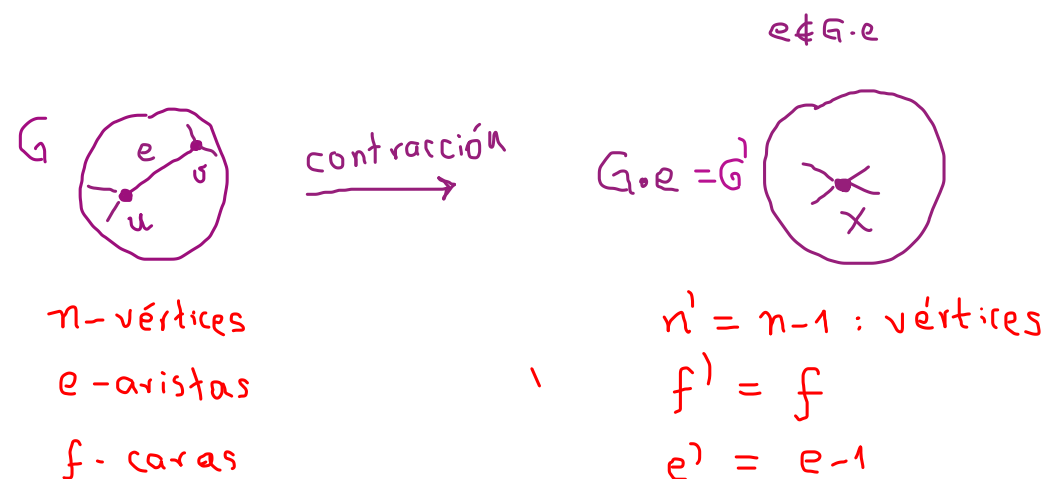 e∉G·e
G e v u
contracción
G·e = G' x
n-vértices
n' = n-1 : vértices
e-aristas
f' = f
f- caras
e' = e-1